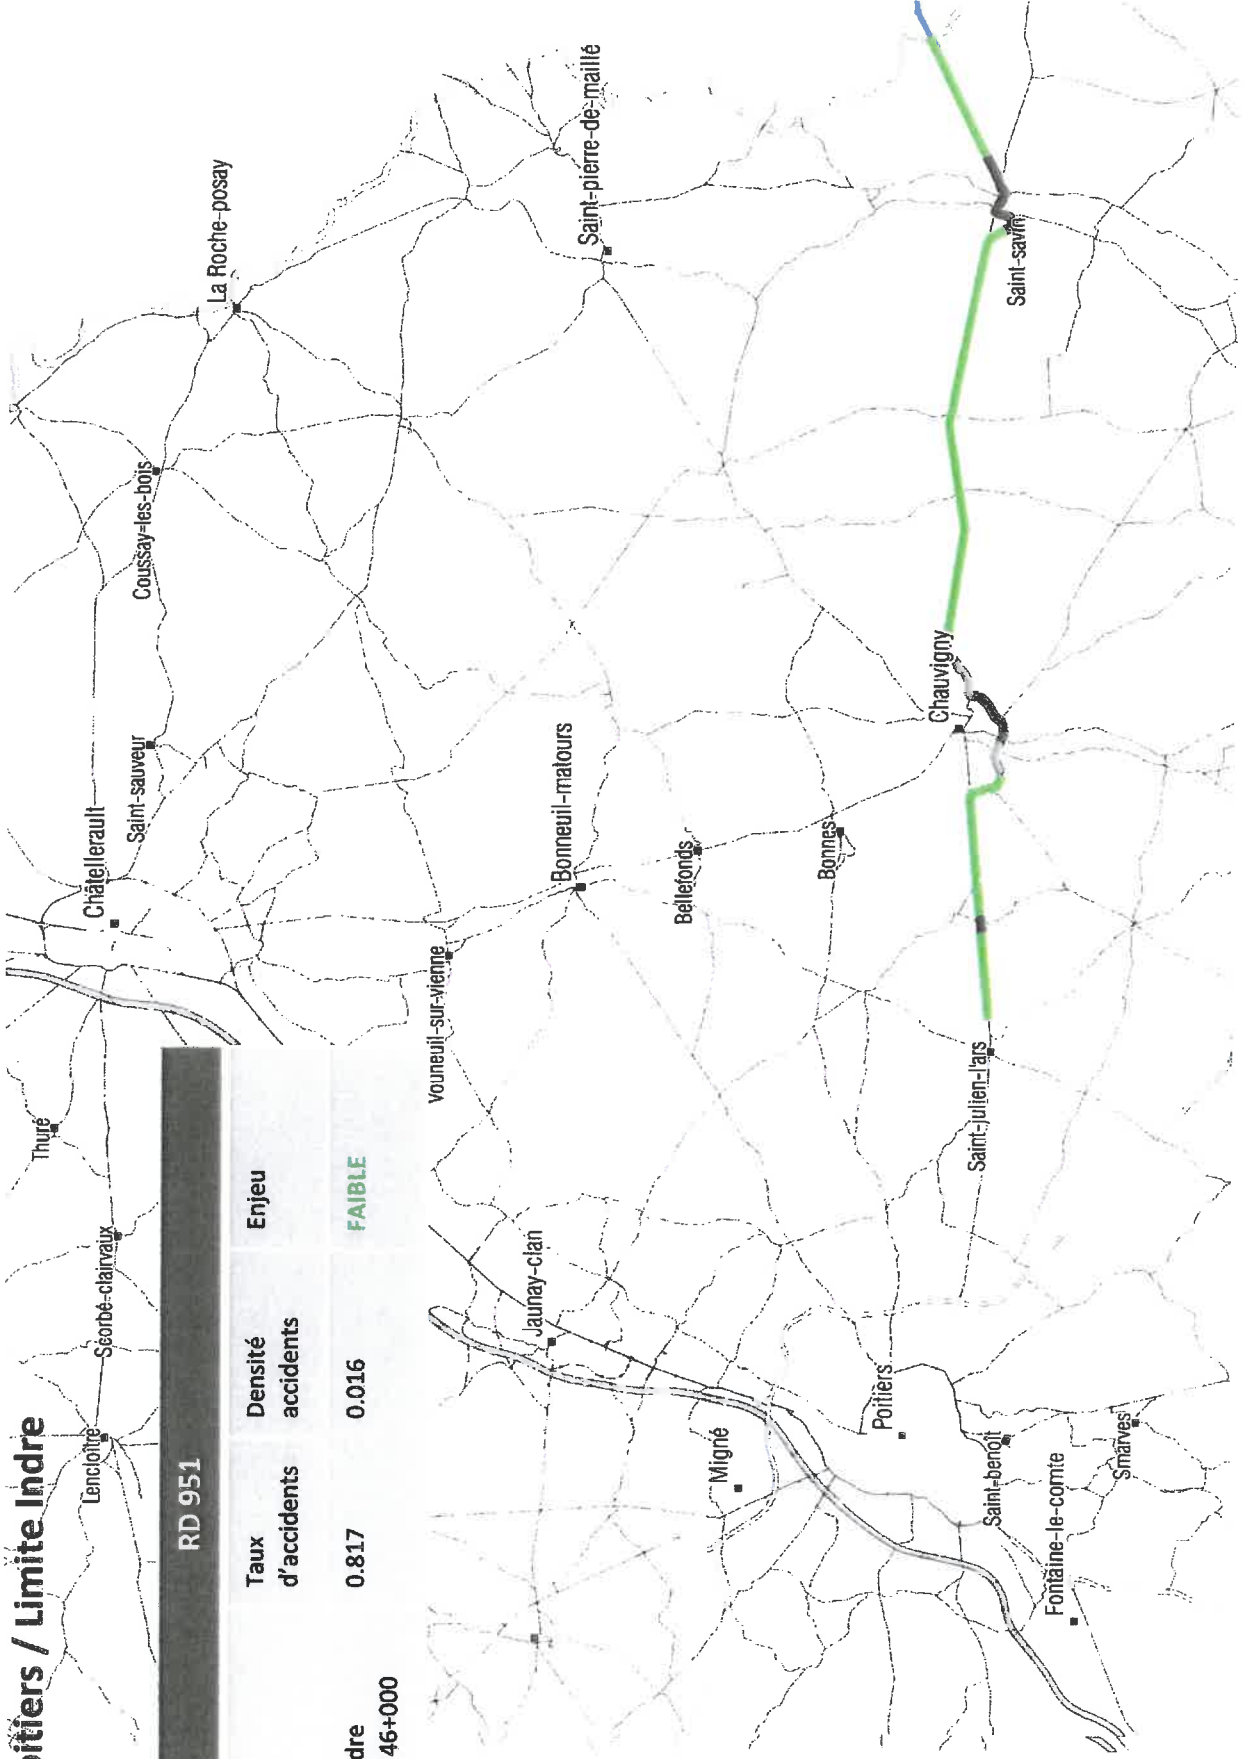 oitiers / Limite Indre
RD 951
Taux
d'accidents
Densité
accidents
Enjeu
dre
46+000
0.817
0.016
FAIBLE
Lencloître
Scorbé-clairvaux
Thuré
Châtellerault
Saint-sauveur
Coussay-les-bois
La Roche-posay
Saint-pierre-de-maillé
Vouneuil-sur-vienne
Bonneuil-matours
Bellefonds
Bonnes
Jaunay-clan
Migné
Poitiers
Saint-benoît
Fontaine-le-comte
Smarves
Saint-julien-l'ars
Chauvigny
Saint-savin